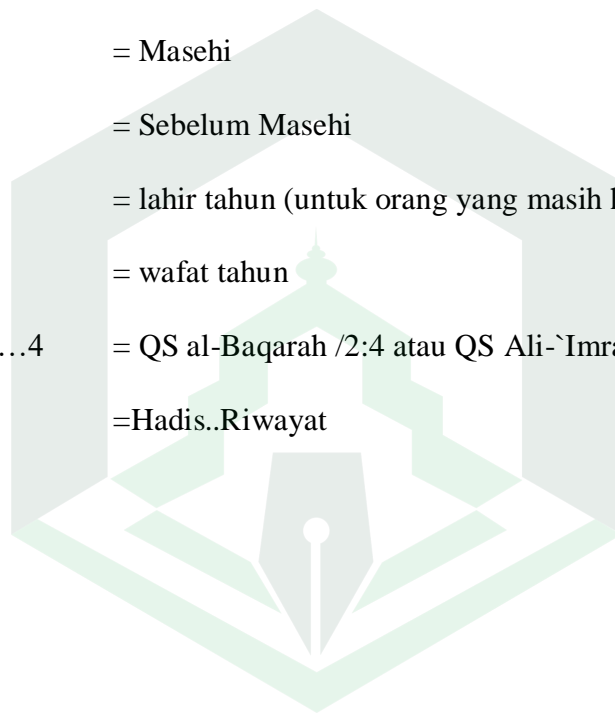 = Masehi
= Sebelum Masehi
= lahir tahun (untuk orang yang masih
= wafat tahun
…4 = QS al-Baqarah /2:4 atau QS Ali-`Imra
=Hadis..Riwayat